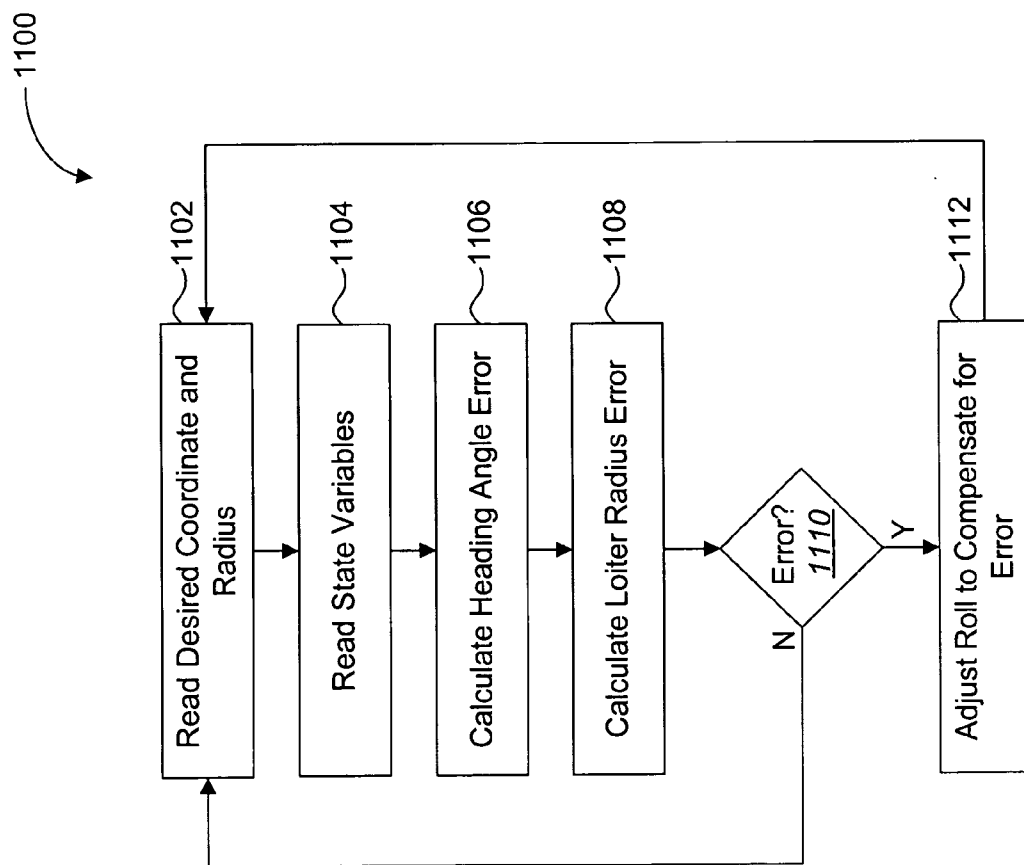 1100
Read Desired Coordinate and
Radius
1102
Read State Variables
1104
Calculate Heading Angle Error
1106
Calculate Loiter Radius Error
1108
Error?
1110
N
Y
Adjust Roll to Compensate for
Error
1112